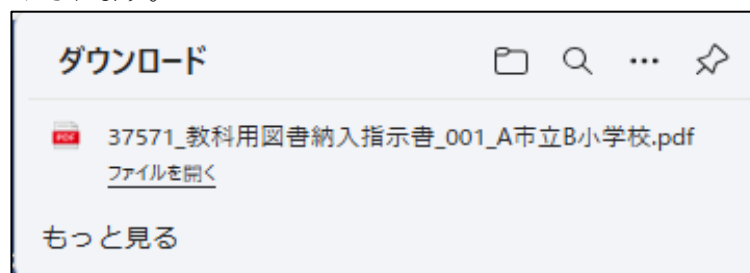 ダウンロード
PDF
37571_教科用図書納入指示書_001_A市立B小学校.pdf
ファイルを開く
もっと見る